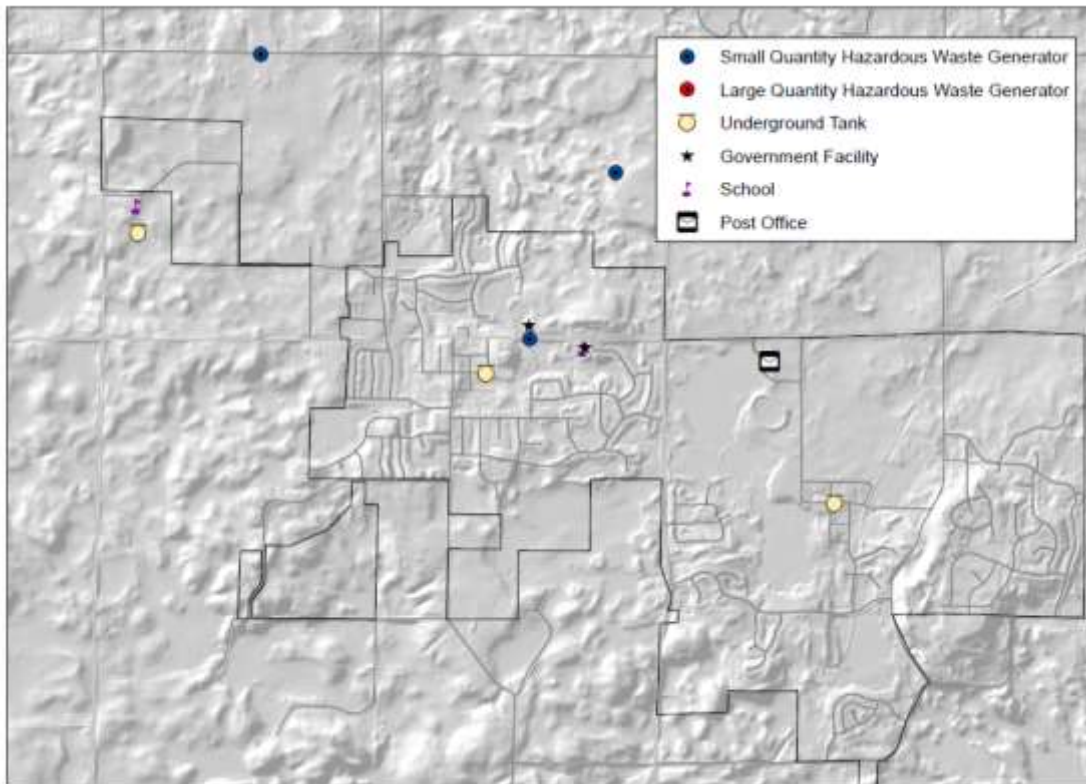 Small Quantity Hazardous Waste Generator
Large Quantity Hazardous Waste Generator
Underground Tank
Government Facility
School
Post Office